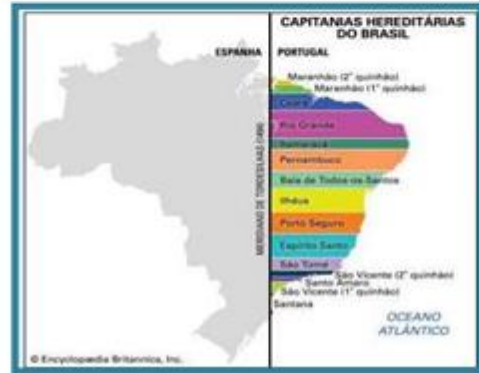 CAPITANIAS HEREDITÁRIAS
DO BRASIL
ESPANHA
PORTUGAL
Maranhão (2º quinhão)
Maranhão (1º quinhão)
Ceará
Rio Grande
Itamaracá
Pernambuco
Baía de Todos os Santos
Ilhéus
Porto Seguro
Espírito Santo
São Tomé
São Vicente (2º quinhão)
Santo Amaro
São Vicente (1º quinhão)
Santana
MERIDIANO DE TORDESILHAS (1494)
OCEANO
ATLÂNTICO
© Encyclopædia Britannica, Inc.